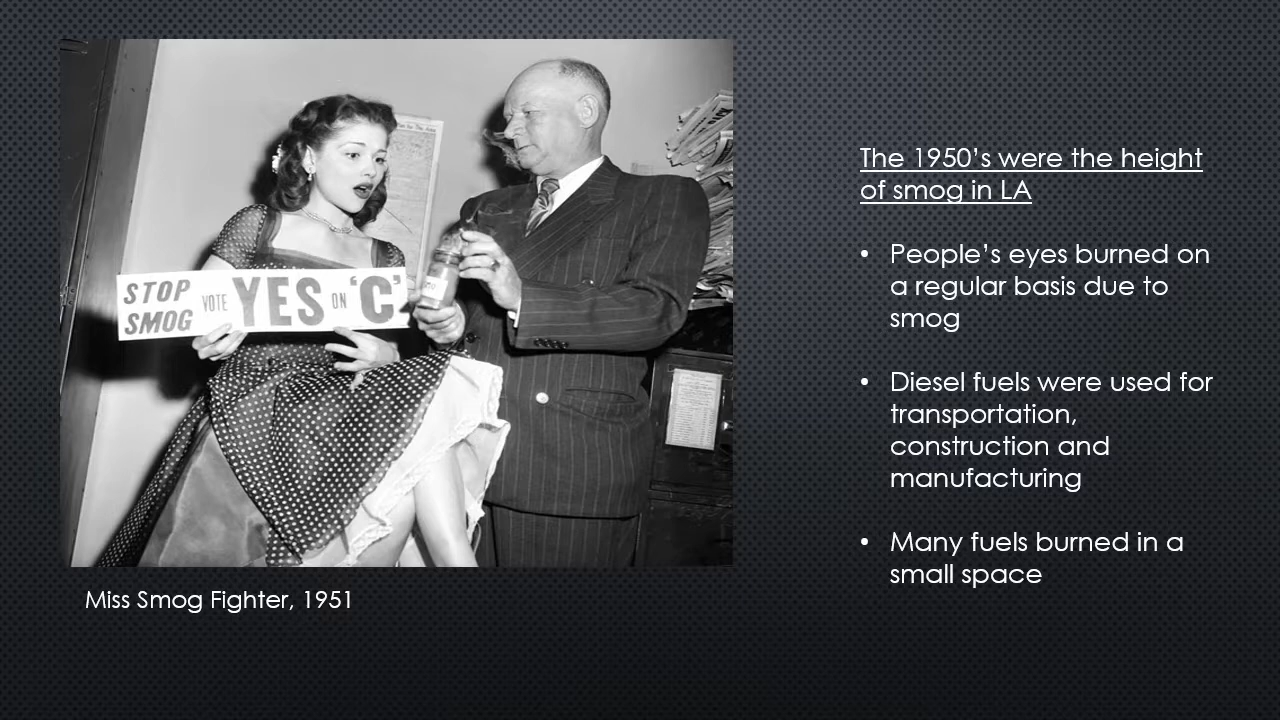 STOP SMOG VOTE YES ON 'C'
Miss Smog Fighter, 1951
The 1950's were the height
of smog in LA
• People's eyes burned on
a regular basis due to
smog
• Diesel fuels were used for
transportation,
construction and
manufacturing
• Many fuels burned in a
small space